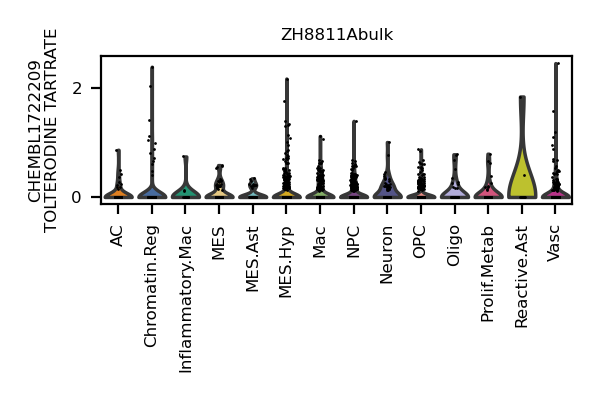 ZH8811Abulk
CHEMBL1722209
TOLTERODINE TARTRATE
2
0
AC
Chromatin.Reg
Inflammatory.Mac
MES
MES.Ast
MES.Hyp
Mac
NPC
Neuron
OPC
Oligo
Prolif.Metab
Reactive.Ast
Vasc